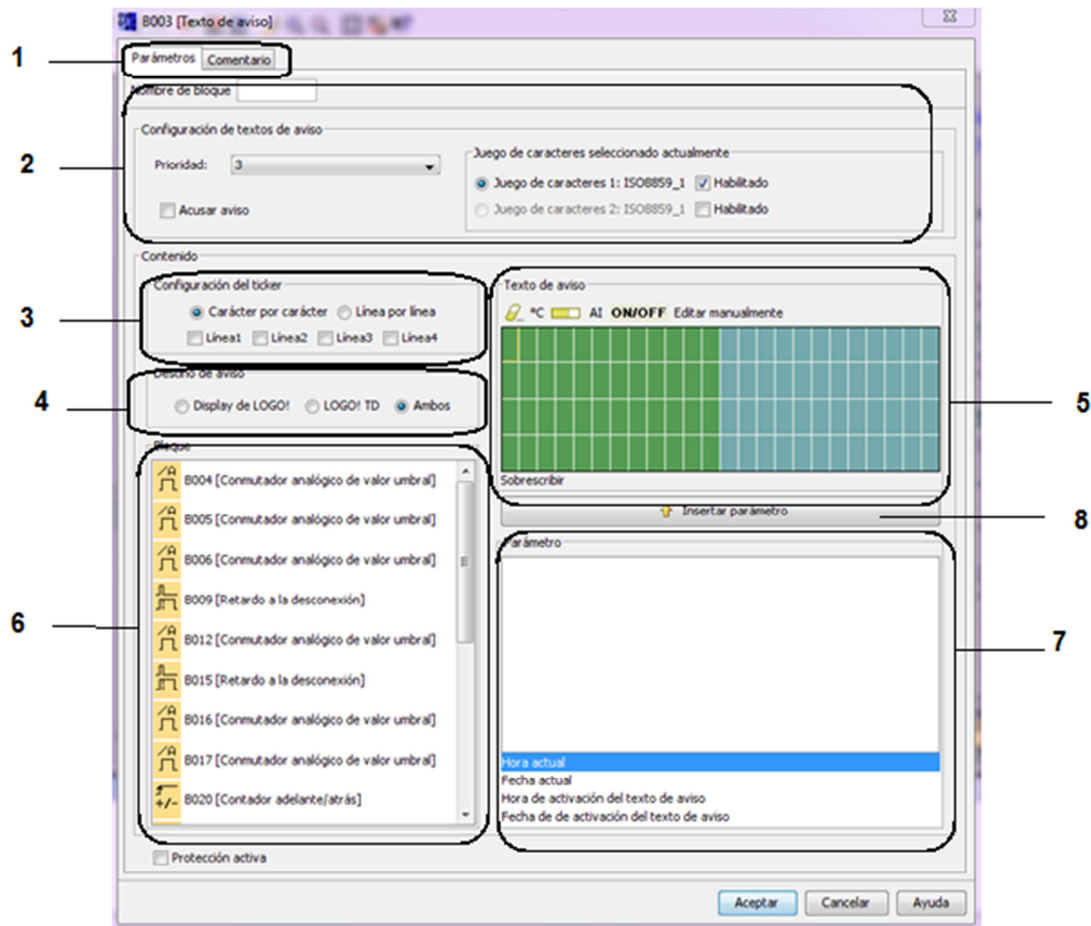 B003 [Texto de aviso]
1
Parámetros Comentario
Nombre de bloque
2
Configuración de textos de aviso
Prioridad: 3
Acusar aviso
Juego de caracteres seleccionado actualmente
Juego de caracteres 1: ISO8859_1 Habilitado
Juego de caracteres 2: ISO8859_1 Habilitado
Contenido
3
Configuración del ticker
Carácter por carácter Línea por línea
Línea1 Línea2 Línea3 Línea4
4
Destino de aviso
Display de LOGO! LOGO! TD Ambos
5
Texto de aviso
°C AI ON/OFF Editar manualmente
Sobrescribir
Insertar parámetro
8
6
Bloque
B004 [Conmutador analógico de valor umbral]
B005 [Conmutador analógico de valor umbral]
B006 [Conmutador analógico de valor umbral]
B009 [Retardo a la desconexión]
B012 [Conmutador analógico de valor umbral]
B015 [Retardo a la desconexión]
B016 [Conmutador analógico de valor umbral]
B017 [Conmutador analógico de valor umbral]
B020 [Contador adelante/atrás]
+/-
7
Parámetro
Hora actual
Fecha actual
Hora de activación del texto de aviso
Fecha de de activación del texto de aviso
Protección activa
Aceptar Cancelar Ayuda